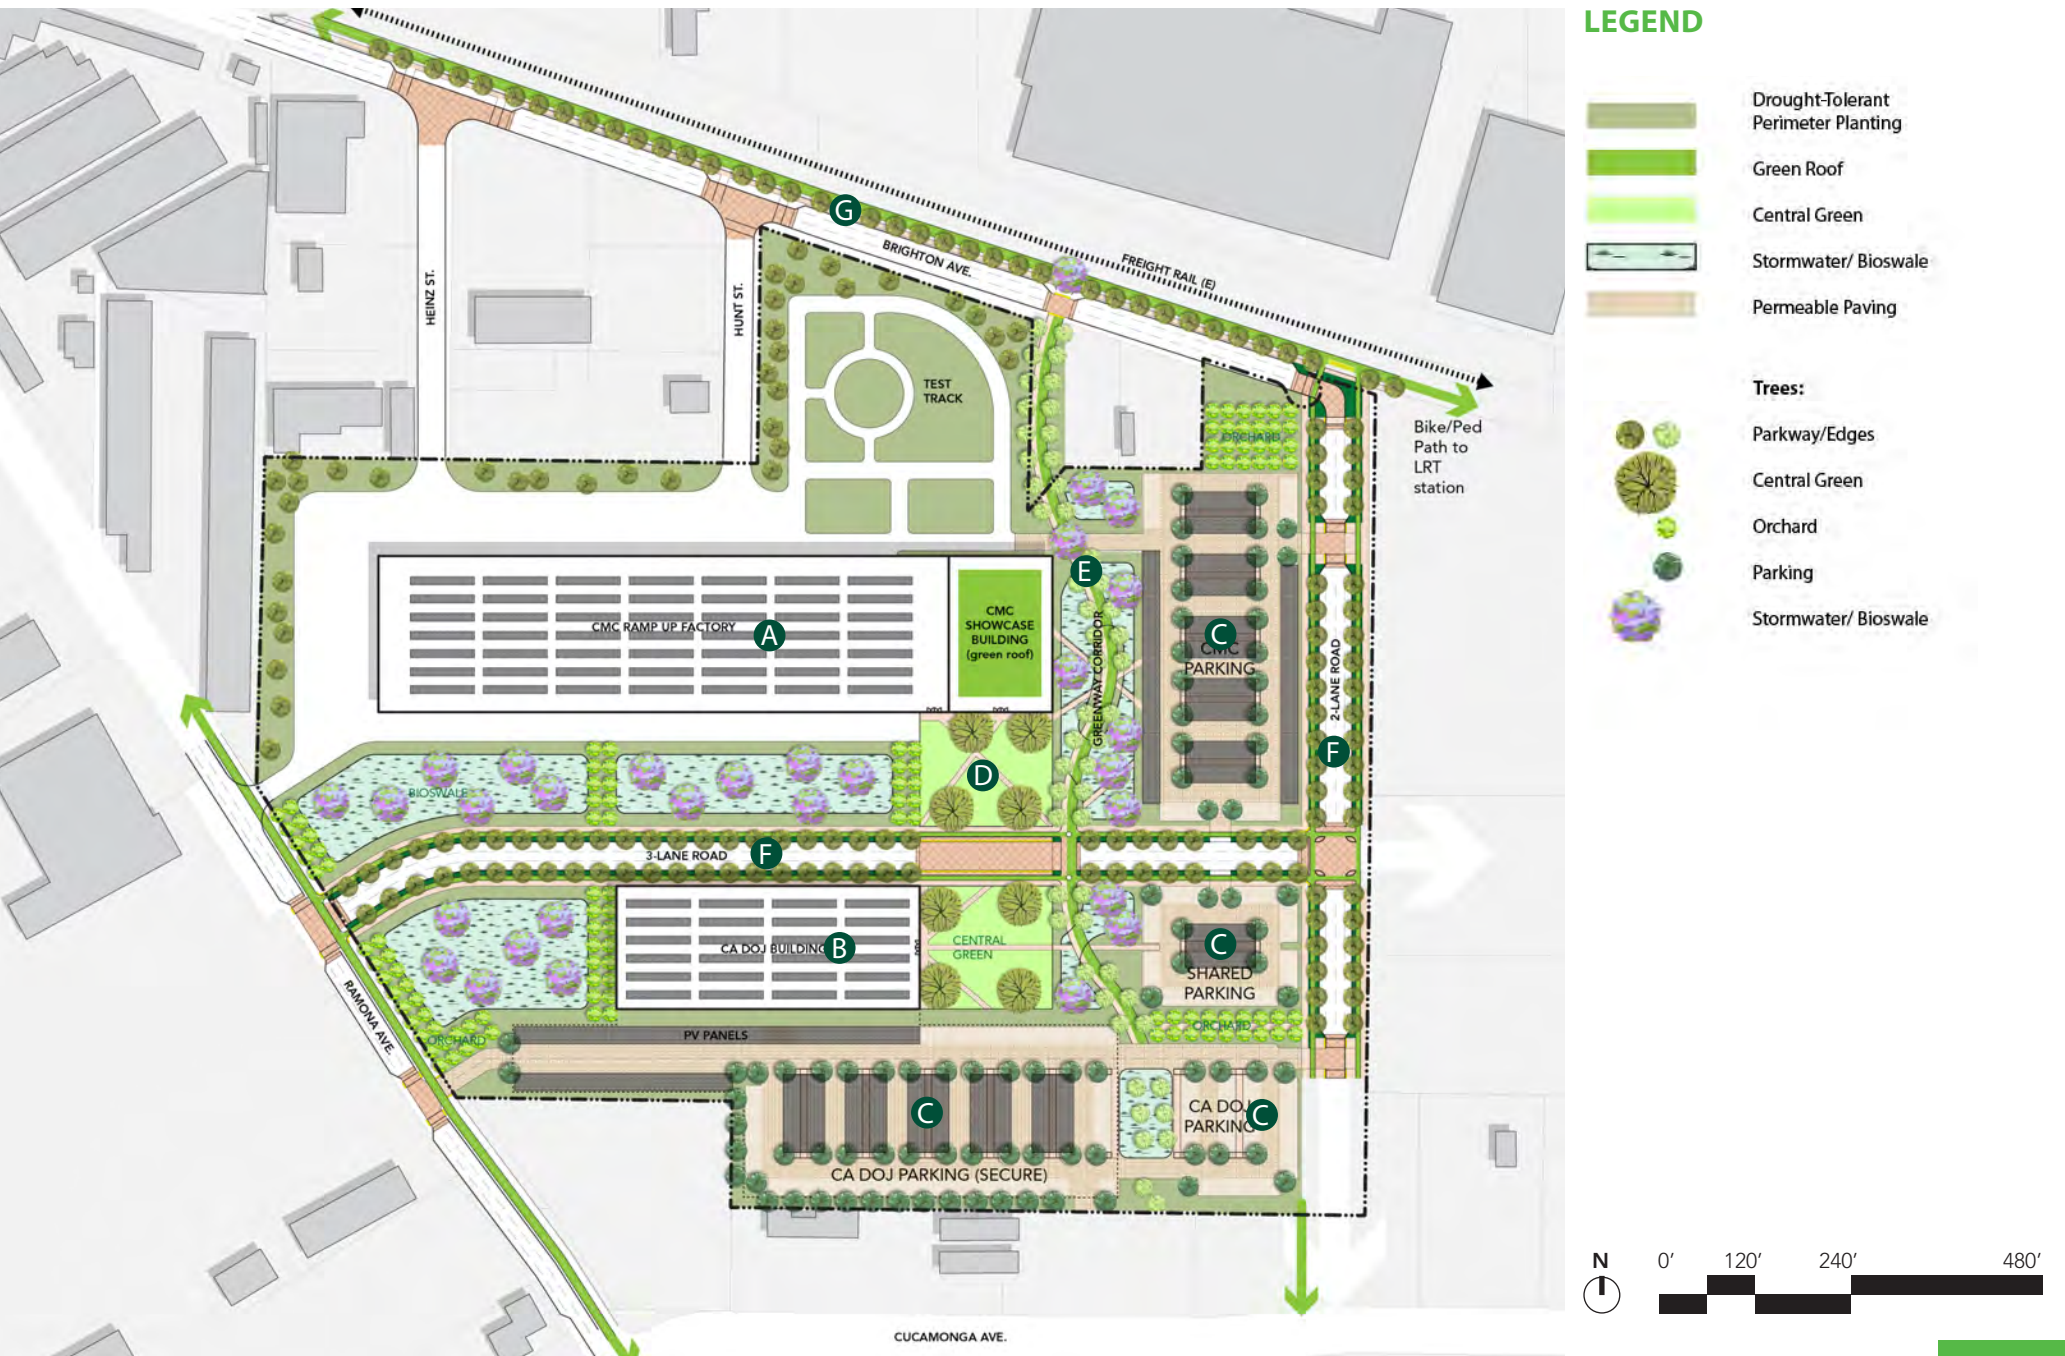 LEGEND
Drought-Tolerant
Perimeter Planting
Green Roof
Central Green
Stormwater/ Bioswale
Permeable Paving
Trees:
Parkway/Edges
Central Green
Orchard
Parking
Stormwater/ Bioswale
G
BRIGHTON AVE.
FREIGHT RAIL (E)
HEINZ ST.
HUNT ST.
TEST
TRACK
ORCHARD
Bike/Ped
Path to
LRT
station
E
CMC RAMP UP FACTORY
A
CMC
SHOWCASE
BUILDING
(green roof)
GREENWAY CORRIDOR
C
CMC
PARKING
2-LANE ROAD
F
BIOSWALE
D
3-LANE ROAD
F
CA DOJ BUILDING
B
CENTRAL
GREEN
C
SHARED
PARKING
RAMONA AVE.
ORCHARD
PV PANELS
ORCHARD
C
CA DOJ
PARKING
C
CA DOJ PARKING (SECURE)
CUCAMONGA AVE.
N
0' 120' 240' 480'